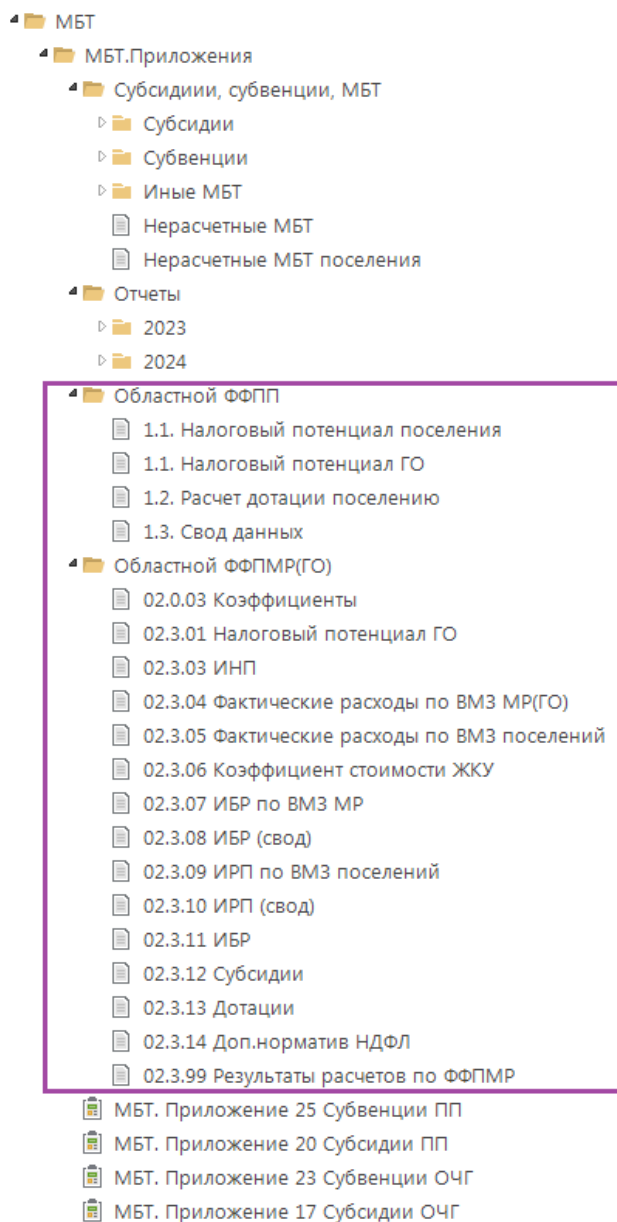 МБТ
МБТ.Приложения
Субсидиии, субвенции, МБТ
Субсидии
Субвенции
Иные МБТ
Нерасчетные МБТ
Нерасчетные МБТ поселения
Отчеты
2023
2024
Областной ФФПП
1.1. Налоговый потенциал поселения
1.1. Налоговый потенциал ГО
1.2. Расчет дотации поселению
1.3. Свод данных
Областной ФФПМР(ГО)
02.0.03 Коэффициенты
02.3.01 Налоговый потенциал ГО
02.3.03 ИНП
02.3.04 Фактические расходы по ВМЗ МР(ГО)
02.3.05 Фактические расходы по ВМЗ поселений
02.3.06 Коэффициент стоимости ЖКУ
02.3.07 ИБР по ВМЗ МР
02.3.08 ИБР (свод)
02.3.09 ИРП по ВМЗ поселений
02.3.10 ИРП (свод)
02.3.11 ИБР
02.3.12 Субсидии
02.3.13 Дотации
02.3.14 Доп.норматив НДФЛ
02.3.99 Результаты расчетов по ФФПМР
МБТ. Приложение 25 Субвенции ПП
МБТ. Приложение 20 Субсидии ПП
МБТ. Приложение 23 Субвенции ОЧГ
МБТ. Приложение 17 Субсидии ОЧГ